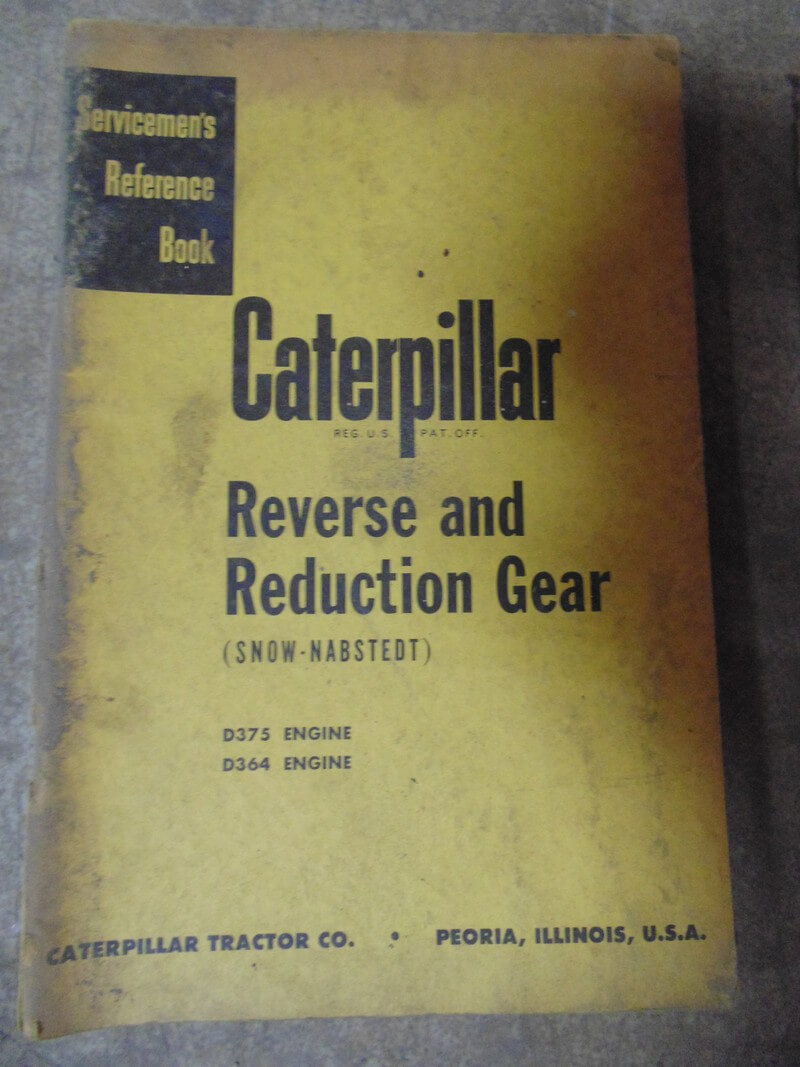 Servicemen's
Reference
Book
Caterpillar
REG. U.S. PAT. OFF.
Reverse and
Reduction Gear
(SNOW-NABSTEDT)
D375 ENGINE
D364 ENGINE
CATERPILLAR TRACTOR CO. • PEORIA, ILLINOIS, U.S.A.